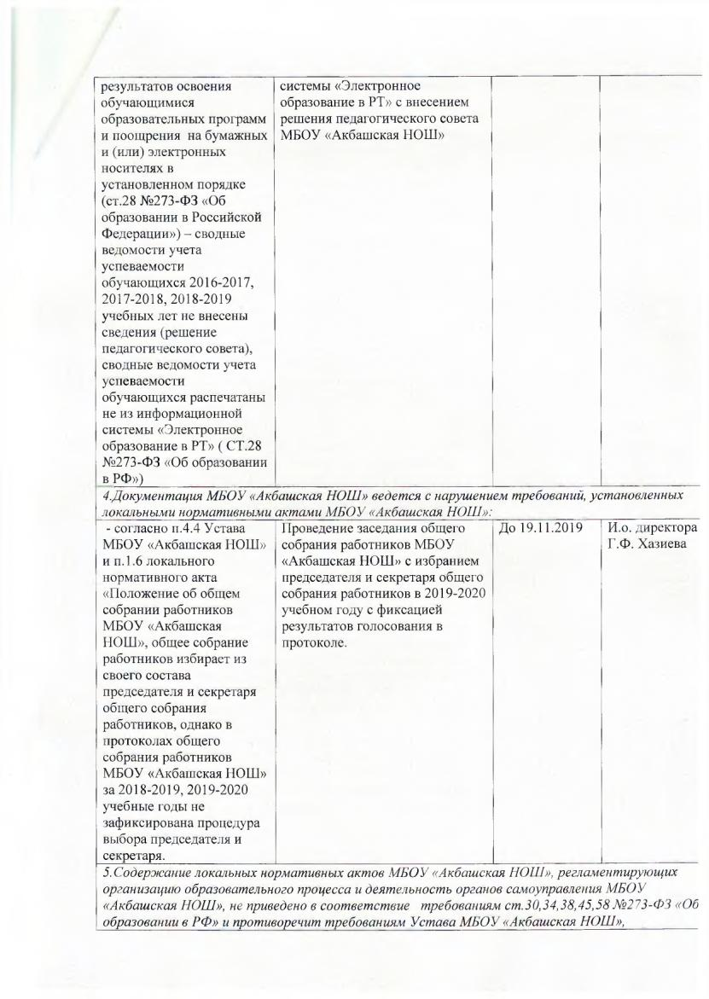 результатов освоения
обучающимися
образовательных программ
и поощрения на бумажных
и (или) электронных
носителях в
установленном порядке
(ст.28 №273-ФЗ «Об
образовании в Российской
Федерации») – сводные
ведомости учета
успеваемости
обучающихся 2016-2017,
2017-2018, 2018-2019
учебных лет не внесены
сведения (решение
педагогического совета),
сводные ведомости учета
успеваемости
обучающихся распечатаны
не из информационной
системы «Электронное
образование в РТ» ( СТ.28
№273-ФЗ «Об образовании
в РФ»)
системы «Электронное
образование в РТ» с внесением
решения педагогического совета
МБОУ «Акбашская НОШ»
4.Документация МБОУ «Акбашская НОШ» ведется с нарушением требований, установленных
локальными нормативными актами МБОУ «Акбашская НОШ»:
- согласно п.4.4 Устава
МБОУ «Акбашская НОШ»
и п.1.6 локального
нормативного акта
«Положение об общем
собрании работников
МБОУ «Акбашская
НОШ», общее собрание
работников избирает из
своего состава
председателя и секретаря
общего собрания
работников, однако в
протоколах общего
собрания работников
МБОУ «Акбашская НОШ»
за 2018-2019, 2019-2020
учебные годы не
зафиксирована процедура
выбора председателя и
секретаря.
Проведение заседания общего
собрания работников МБОУ
«Акбашская НОШ» с избранием
председателя и секретаря общего
собрания работников в 2019-2020
учебном году с фиксацией
результатов голосования в
протоколе.
До 19.11.2019
И.о. директора
Г.Ф. Хазиева
5.Содержание локальных нормативных актов МБОУ «Акбашская НОШ», регламентирующих
организацию образовательного процесса и деятельность органов самоуправления МБОУ
«Акбашская НОШ», не приведено в соответствие требованиям ст.30,34,38,45,58 №273-ФЗ «Об
образовании в РФ» и противоречит требованиям Устава МБОУ «Акбашская НОШ»,